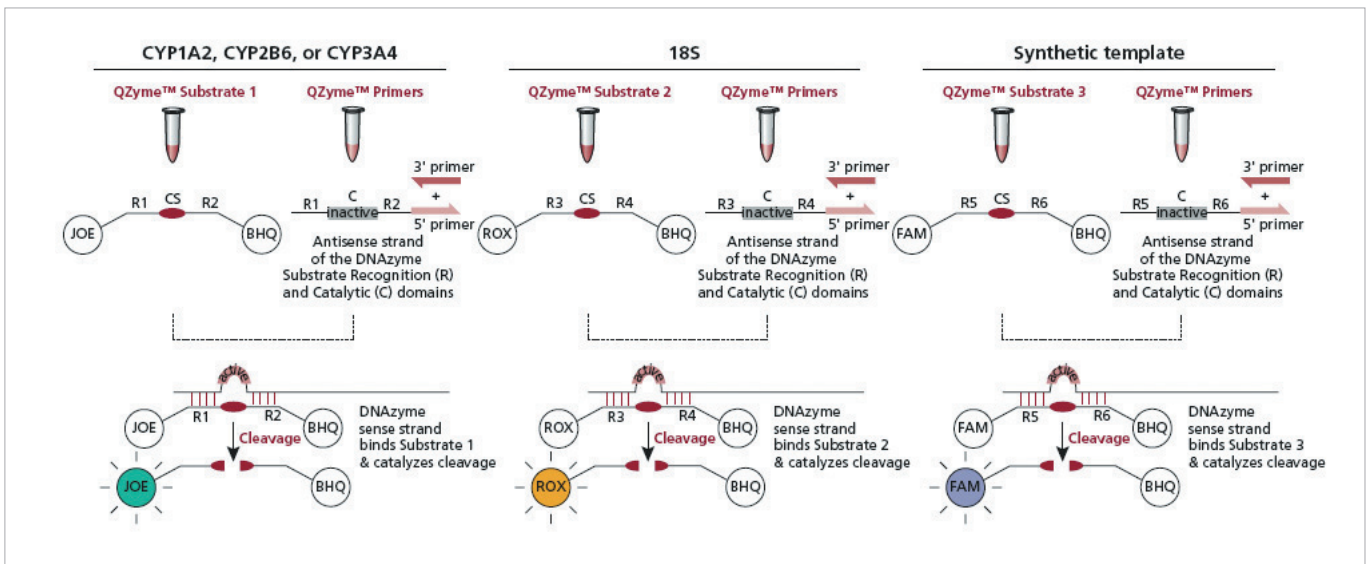 CYP1A2, CYP2B6, or CYP3A4
QZyme™ Substrate 1
QZyme™ Primers
3' primer
R1
CS
R2
R1
C
inactive
R2
+
5' primer
JOE
BHQ
Antisense strand
of the DNAzyme
Substrate Recognition (R)
and Catalytic (C) domains
active
R1
R2
JOE
BHQ
Cleavage
DNAzyme
sense strand
binds Substrate 1
& catalyzes cleavage
JOE
BHQ
18S
QZyme™ Substrate 2
QZyme™ Primers
3' primer
R3
CS
R4
R3
C
inactive
R4
+
5' primer
ROX
BHQ
Antisense strand
of the DNAzyme
Substrate Recognition (R)
and Catalytic (C) domains
active
R3
R4
ROX
BHQ
Cleavage
DNAzyme
sense strand
binds Substrate 2
& catalyzes cleavage
ROX
BHQ
Synthetic template
QZyme™ Substrate 3
QZyme™ Primers
3' primer
R5
CS
R6
R5
C
inactive
R6
+
5' primer
FAM
BHQ
Antisense strand
of the DNAzyme
Substrate Recognition (R)
and Catalytic (C) domains
active
R5
R6
FAM
BHQ
Cleavage
DNAzyme
sense strand
binds Substrate 3
& catalyzes cleavage
FAM
BHQ